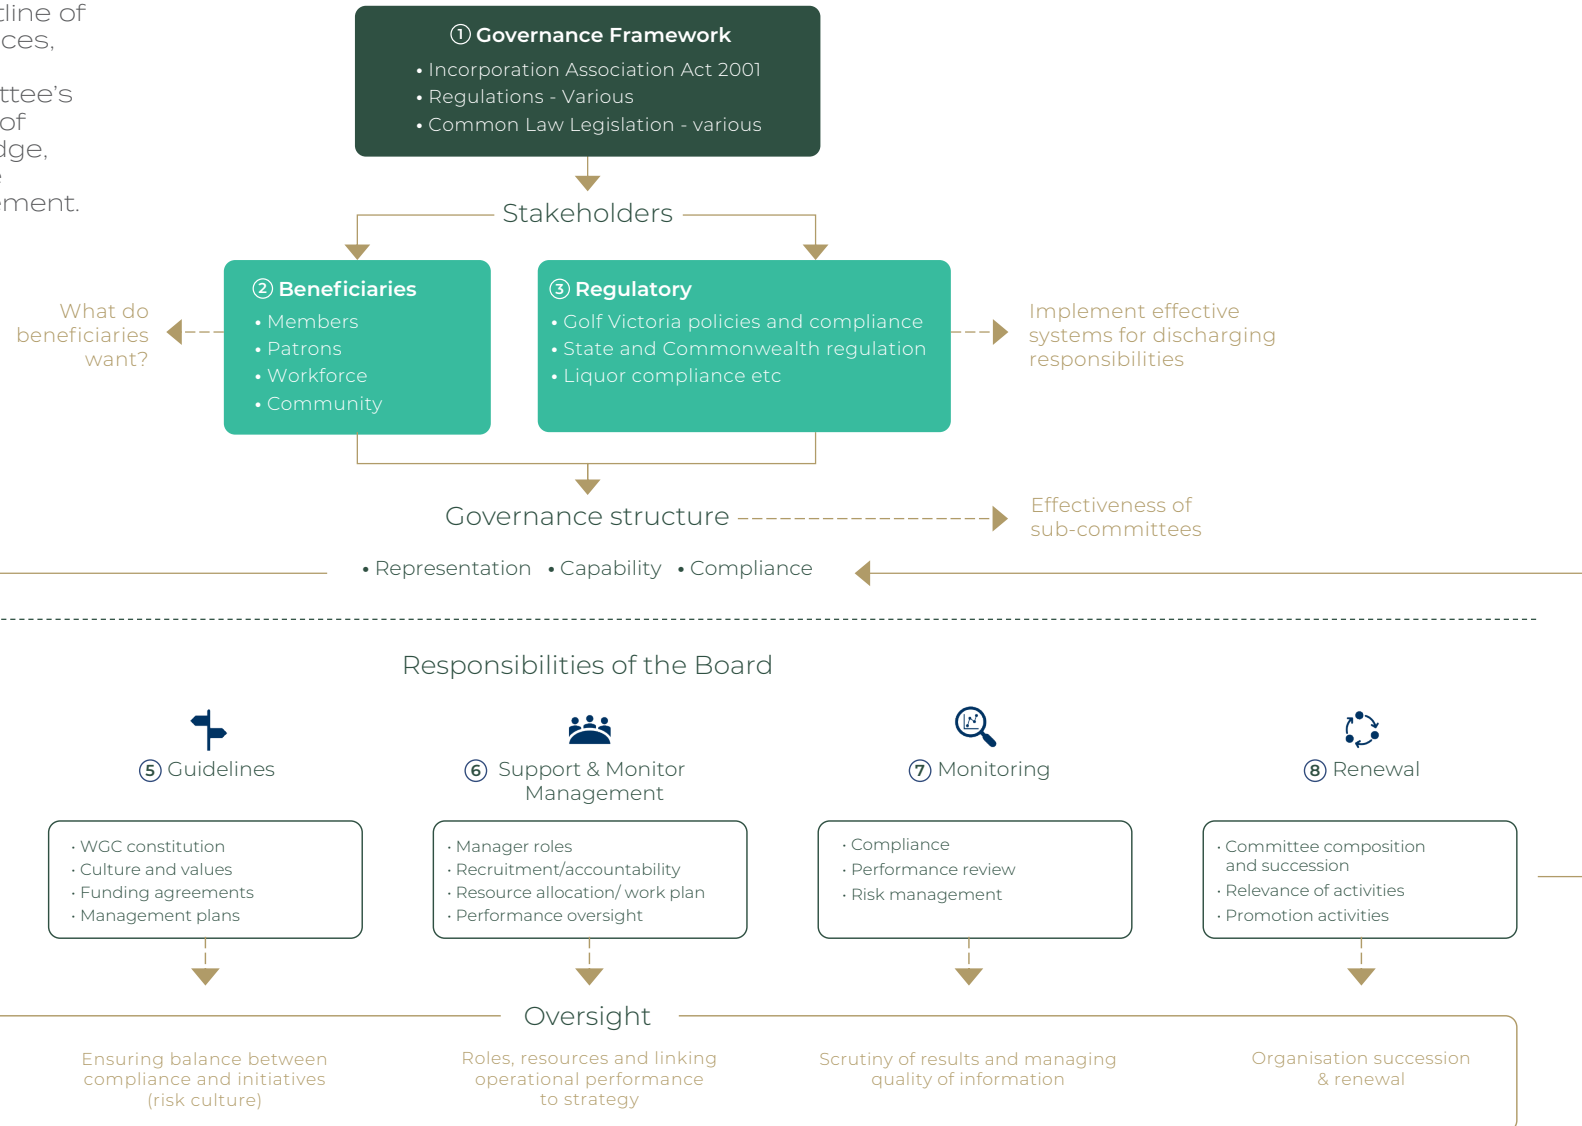 tline of
ces,
ttee's
of
dge,
e
ement.
① Governance Framework
• Incorporation Association Act 2001
• Regulations - Various
• Common Law Legislation - various
Stakeholders
② Beneficiaries
• Members
• Patrons
• Workforce
• Community
③ Regulatory
• Golf Victoria policies and compliance
• State and Commonwealth regulation
• Liquor compliance etc
What do
beneficiaries
want?
Implement effective
systems for discharging
responsibilities
Governance structure
Effectiveness of
sub-committees
• Representation • Capability • Compliance
Responsibilities of the Board
⑤ Guidelines
· WGC constitution
· Culture and values
· Funding agreements
· Management plans
⑥ Support & Monitor
Management
· Manager roles
· Recruitment/accountability
· Resource allocation/ work plan
· Performance oversight
⑦ Monitoring
· Compliance
· Performance review
· Risk management
⑧ Renewal
· Committee composition
and succession
· Relevance of activities
· Promotion activities
Oversight
Ensuring balance between
compliance and initiatives
(risk culture)
Roles, resources and linking
operational performance
to strategy
Scrutiny of results and managing
quality of information
Organisation succession
& renewal